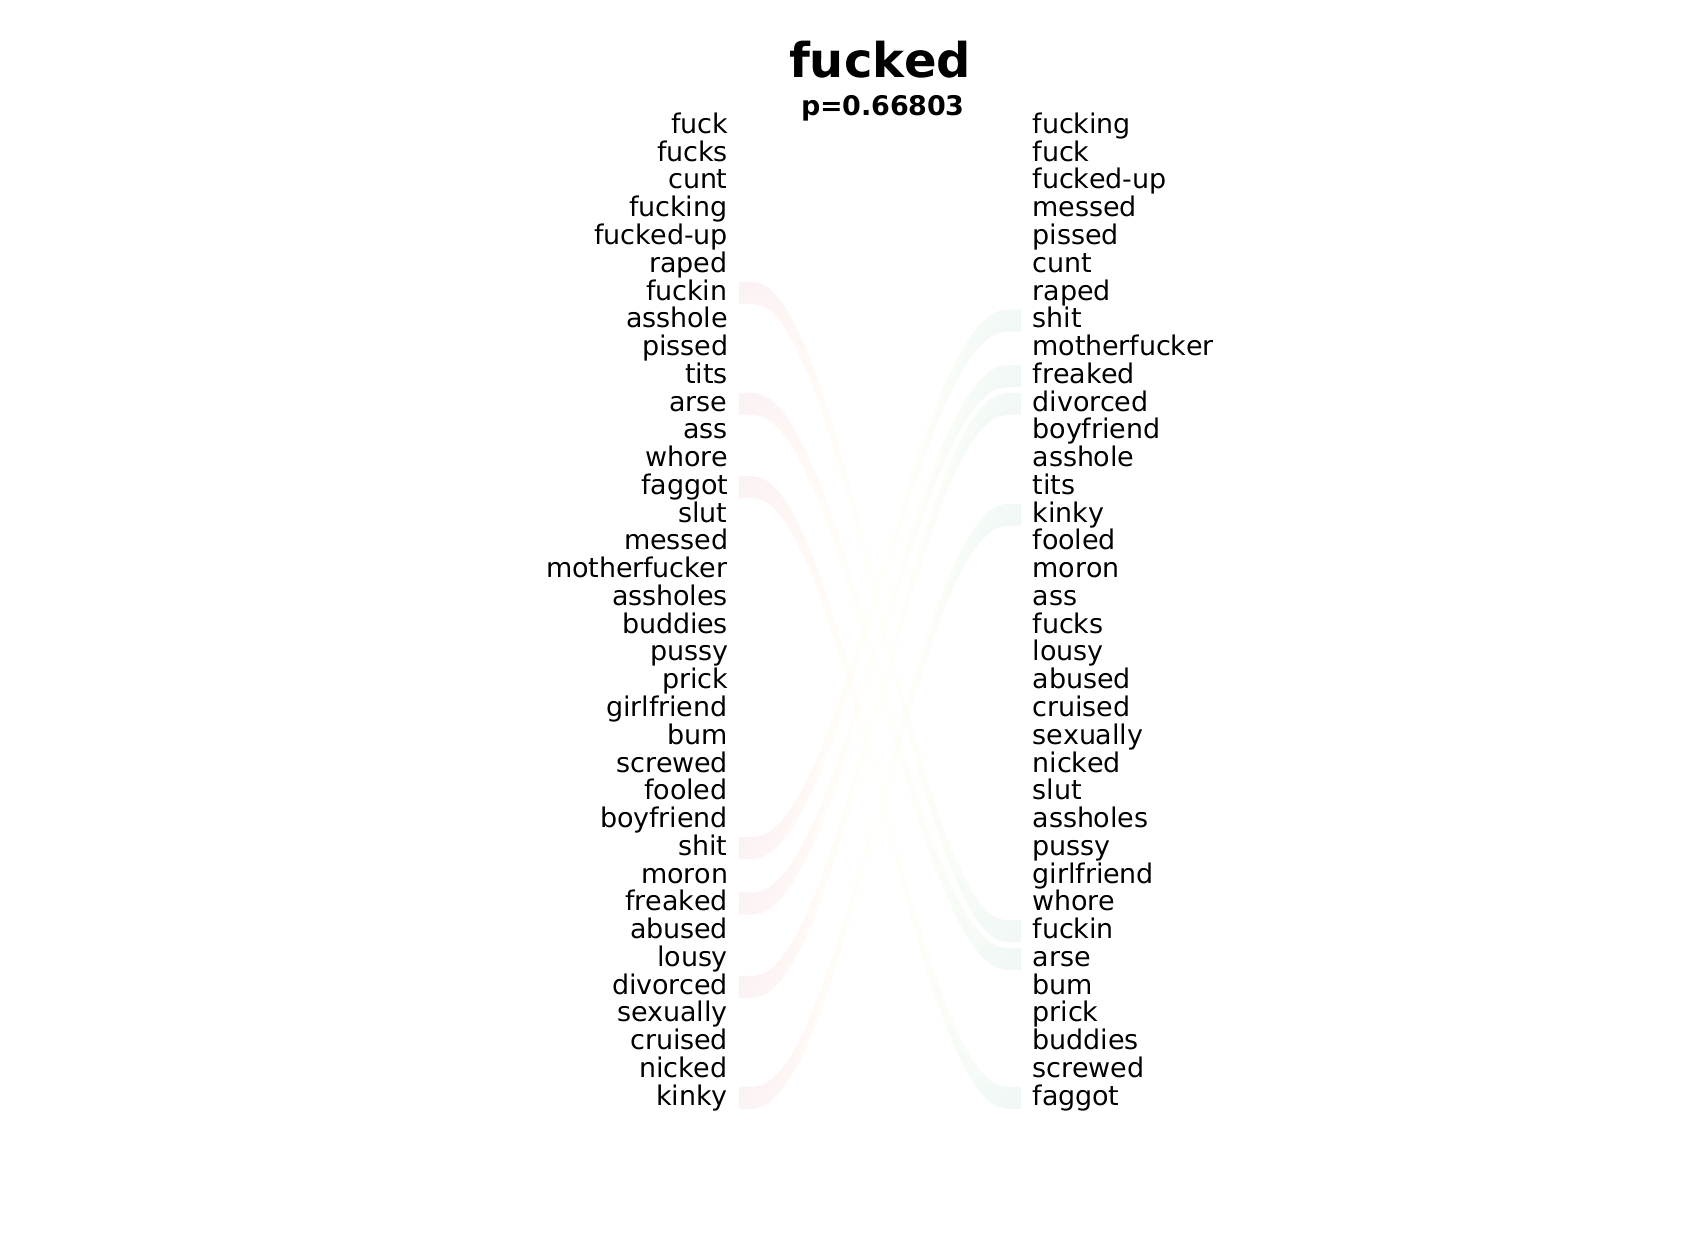 fucked
p=0.66803
fuck
fucks
cunt
fucking
fucked-up
raped
fuckin
asshole
pissed
tits
arse
ass
whore
faggot
slut
messed
motherfucker
assholes
buddies
pussy
prick
girlfriend
bum
screwed
fooled
boyfriend
shit
moron
freaked
abused
lousy
divorced
sexually
cruised
nicked
kinky
fucking
fuck
fucked-up
messed
pissed
cunt
raped
shit
motherfucker
freaked
divorced
boyfriend
asshole
tits
kinky
fooled
moron
ass
fucks
lousy
abused
cruised
sexually
nicked
slut
assholes
pussy
girlfriend
whore
fuckin
arse
bum
prick
buddies
screwed
faggot